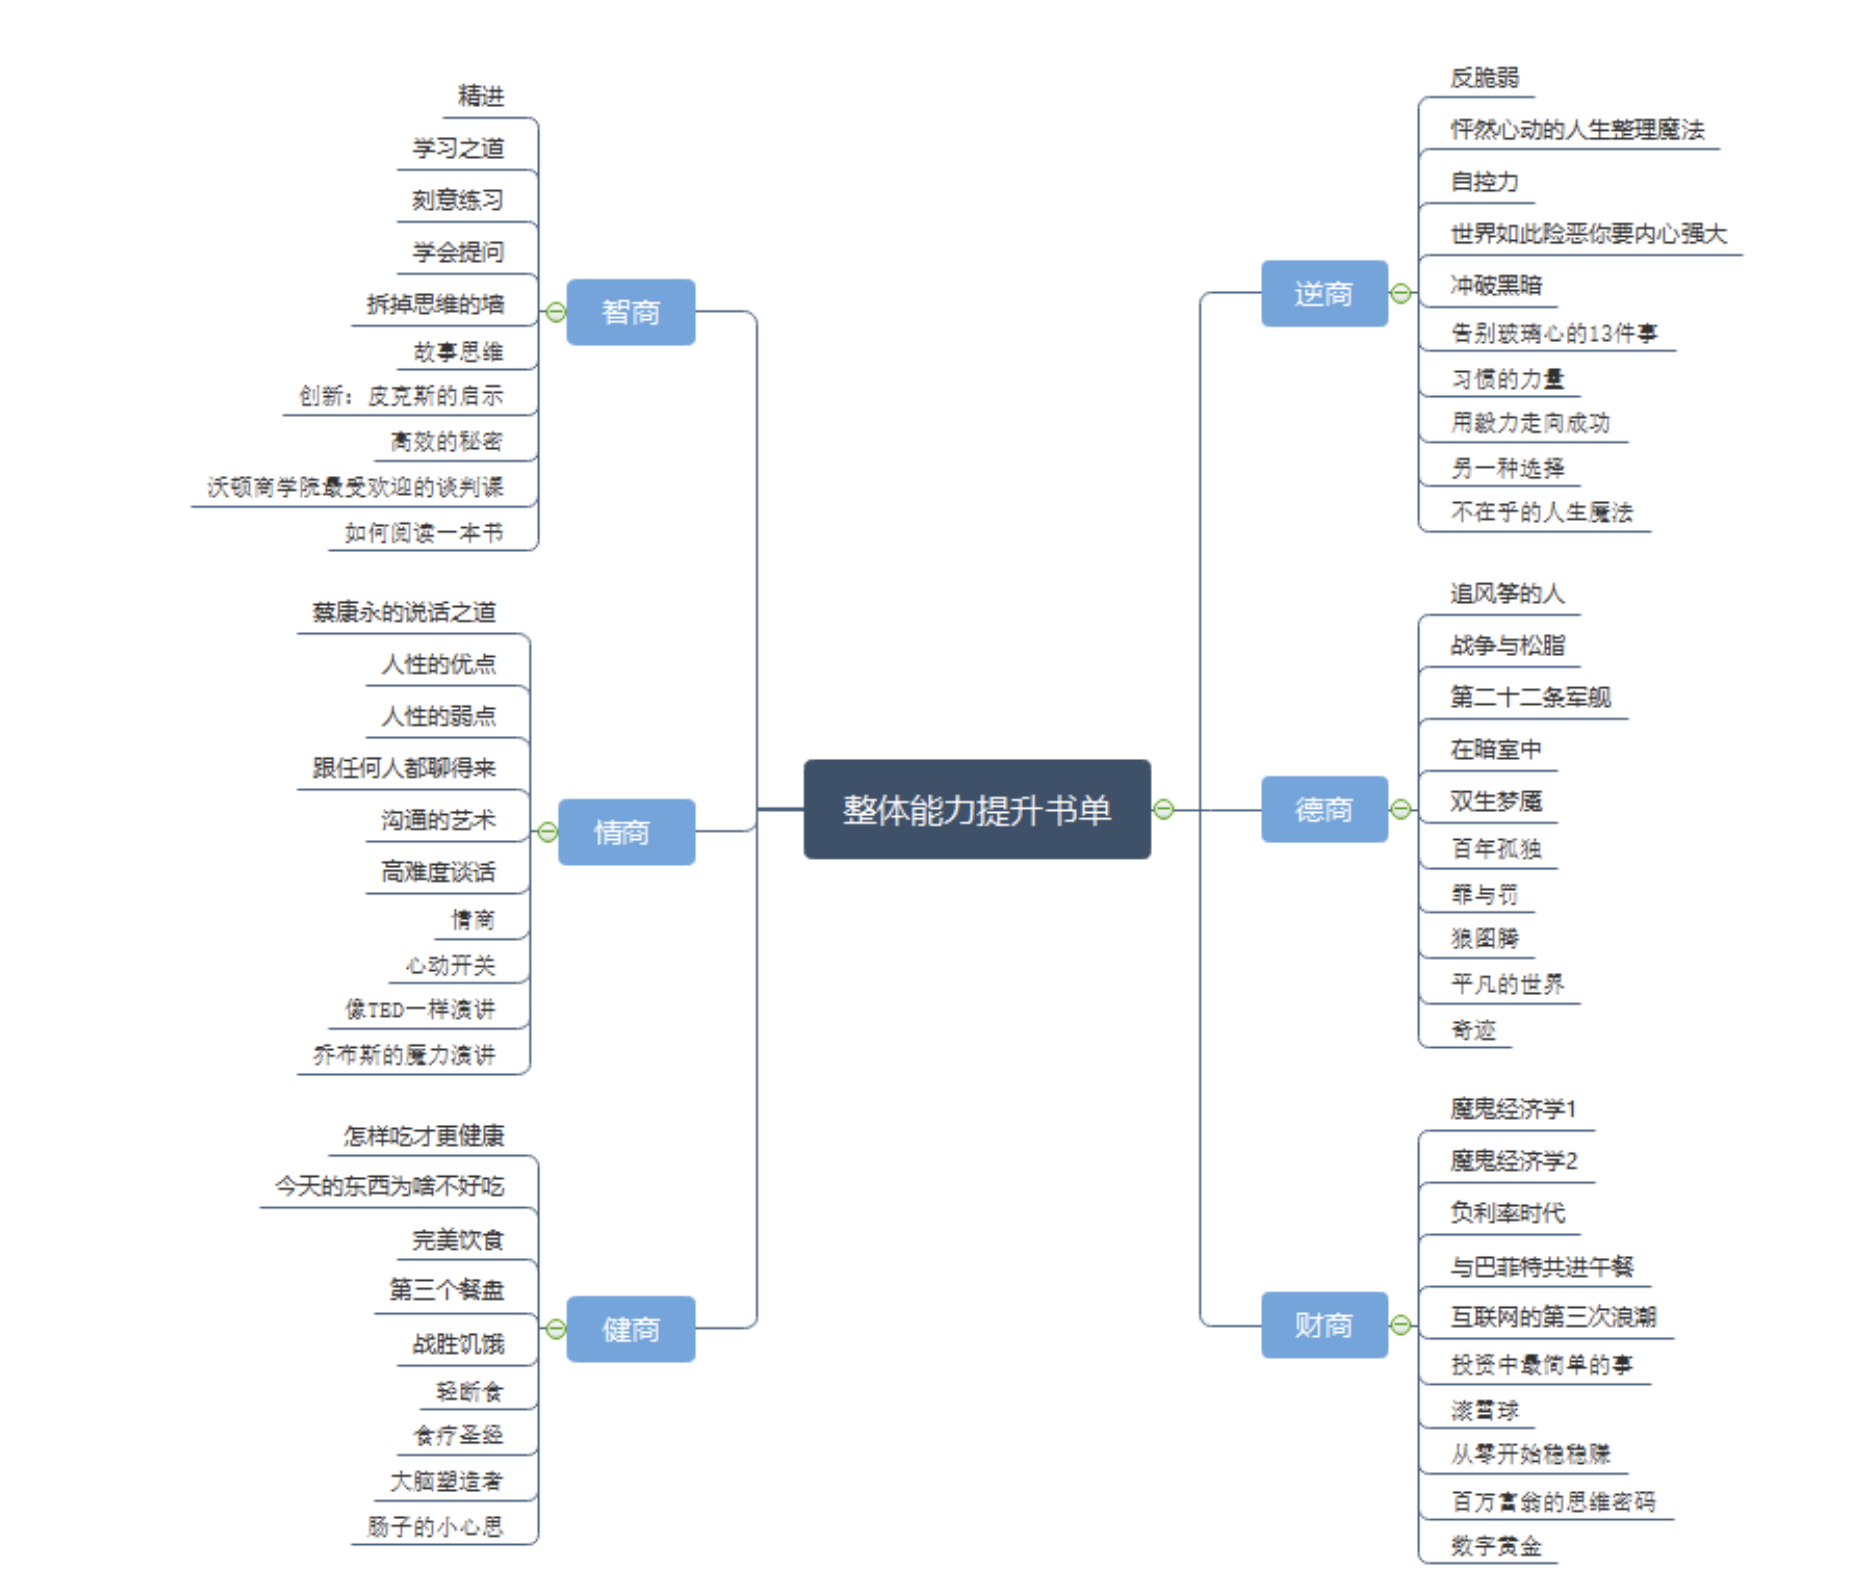 整体能力提升书单
智商
精进
学习之道
刻意练习
学会提问
拆掉思维的墙
故事思维
创新：皮克斯的启示
高效的秘密
沃顿商学院最受欢迎的谈判课
如何阅读一本书
情商
蔡康永的说话之道
人性的优点
人性的弱点
跟任何人都聊得来
沟通的艺术
高难度谈话
情商
心动开关
像TED一样演讲
乔布斯的魔力演讲
健商
怎样吃才更健康
今天的东西为啥不好吃
完美饮食
第三个餐盘
战胜饥饿
轻断食
食疗圣经
大脑塑造者
肠子的小心思
逆商
反脆弱
怦然心动的人生整理魔法
自控力
世界如此险恶你要内心强大
冲破黑暗
告别玻璃心的13件事
习惯的力量
用毅力走向成功
另一种选择
不在乎的人生魔法
德商
追风筝的人
战争与松脂
第二十二条军舰
在暗室中
双生梦魇
百年孤独
罪与罚
狼图腾
平凡的世界
奇迹
财商
魔鬼经济学1
魔鬼经济学2
负利率时代
与巴菲特共进午餐
互联网的第三次浪潮
投资中最简单的事
滚雪球
从零开始稳稳赚
百万富翁的思维密码
数字黄金